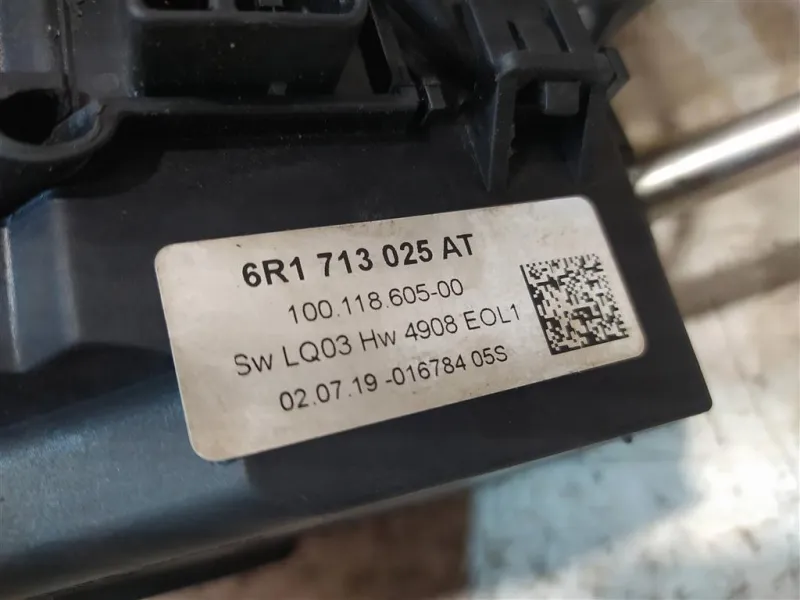 6R1 713 025 AT
100.118.605-00
Sw LQ03 Hw 4908 EOL1
02.07.19 -016784 05S